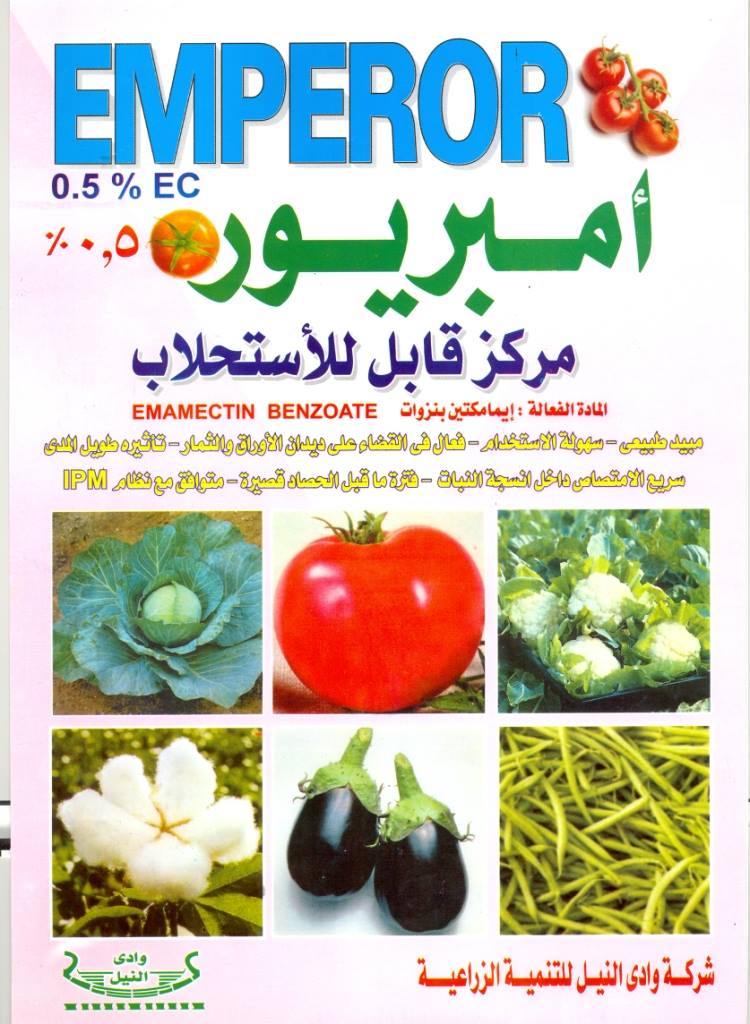 EMPEROR
0.5 % EC
أمبريور ٠,٥٪
مركز قابل للأستحلاب
المادة الفعالة : إيمامكتين بنزوات EMAMECTIN BENZOATE
مبيد طبيعى - سهولة الاستخدام - فعال فى القضاء على ديدان الأوراق والثمار - تأثيره طويل المدى
سريع الامتصاص داخل انسجة النبات - فترة ما قبل الحصاد قصيرة - متوافق مع نظام IPM
شركة وادى النيل للتنمية الزراعية
وادى
النيل